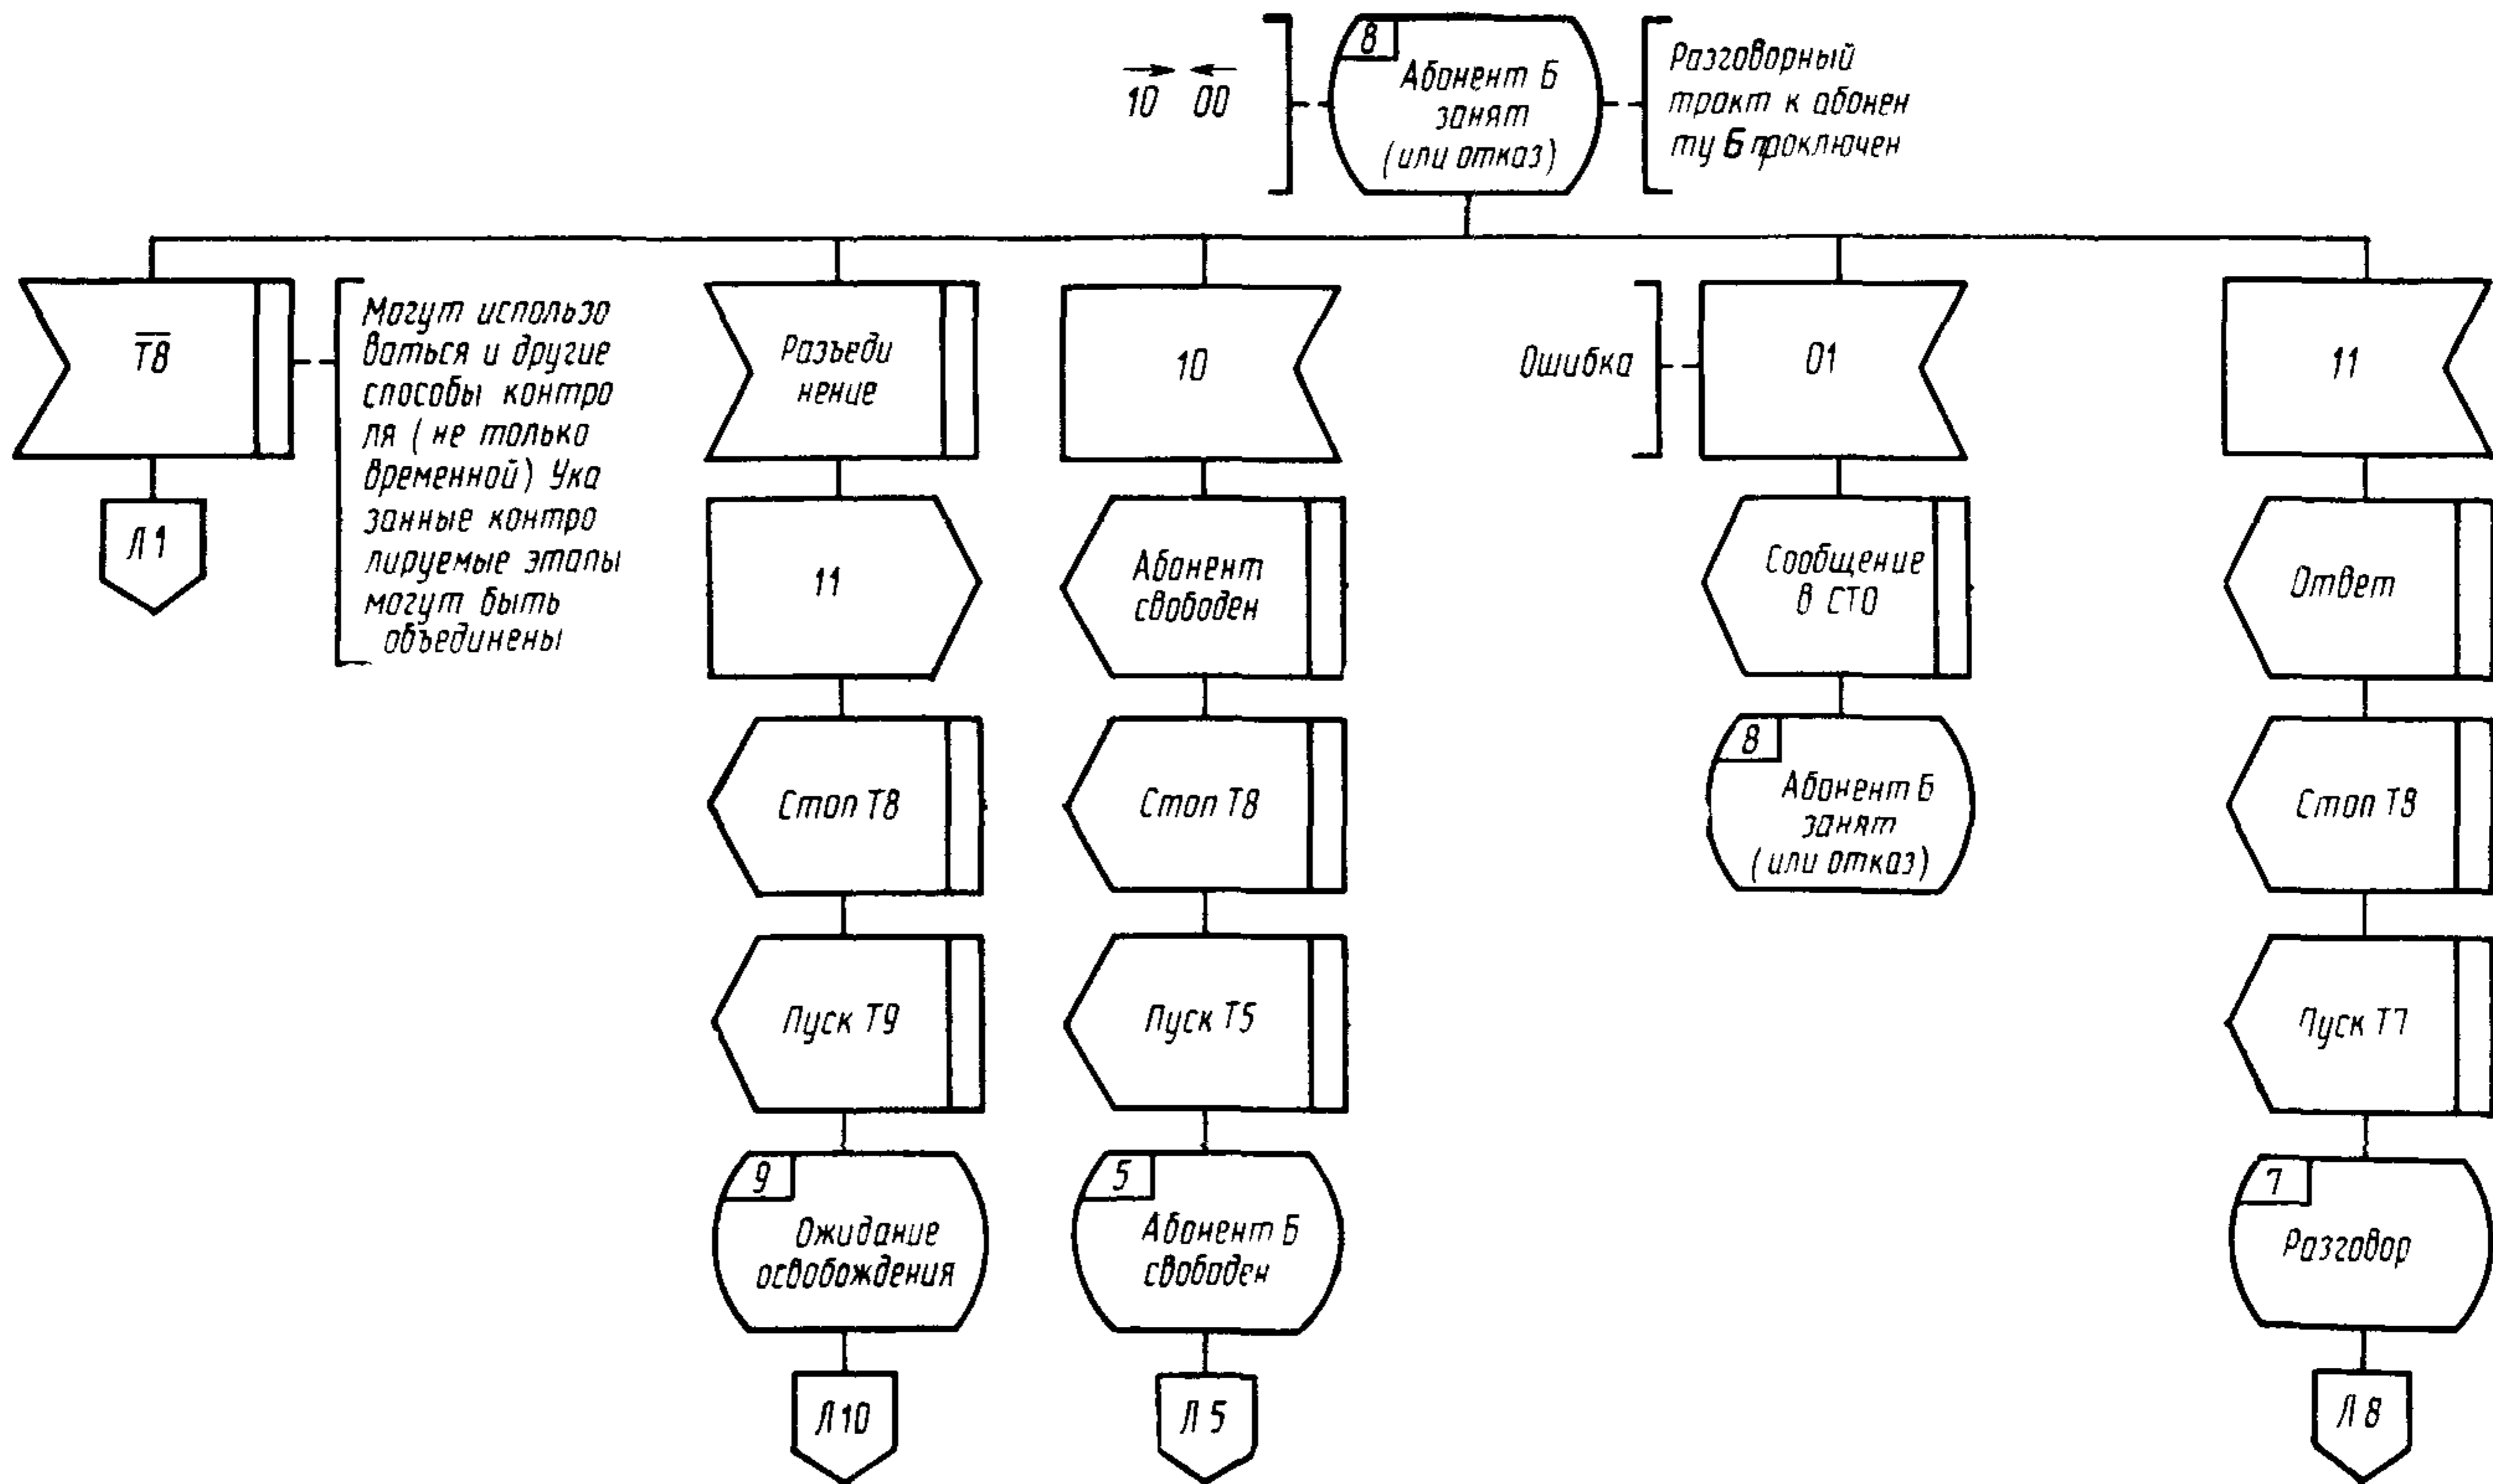 10 00
8
Абонент Б
занят
(или отказ)
Разговорный
тракт к абонен
ту Б проключен
T8
Могут использо
ваться и другие
способы контро
ля (не только
временной) Ука
занные контро
лируемые этапы
могут быть
объединены
Л 1
Разъеди
нение
11
Стоп Т8
Пуск Т9
9
Ожидание
освобождения
Л 10
10
Абонент
свободен
Стоп Т8
Пуск Т5
5
Абонент Б
свободен
Л 5
Ошибка
01
Сообщение
в СТО
8
Абонент Б
занят
(или отказ)
11
Ответ
Стоп Т8
Пуск Т7
7
Разговор
Л 8